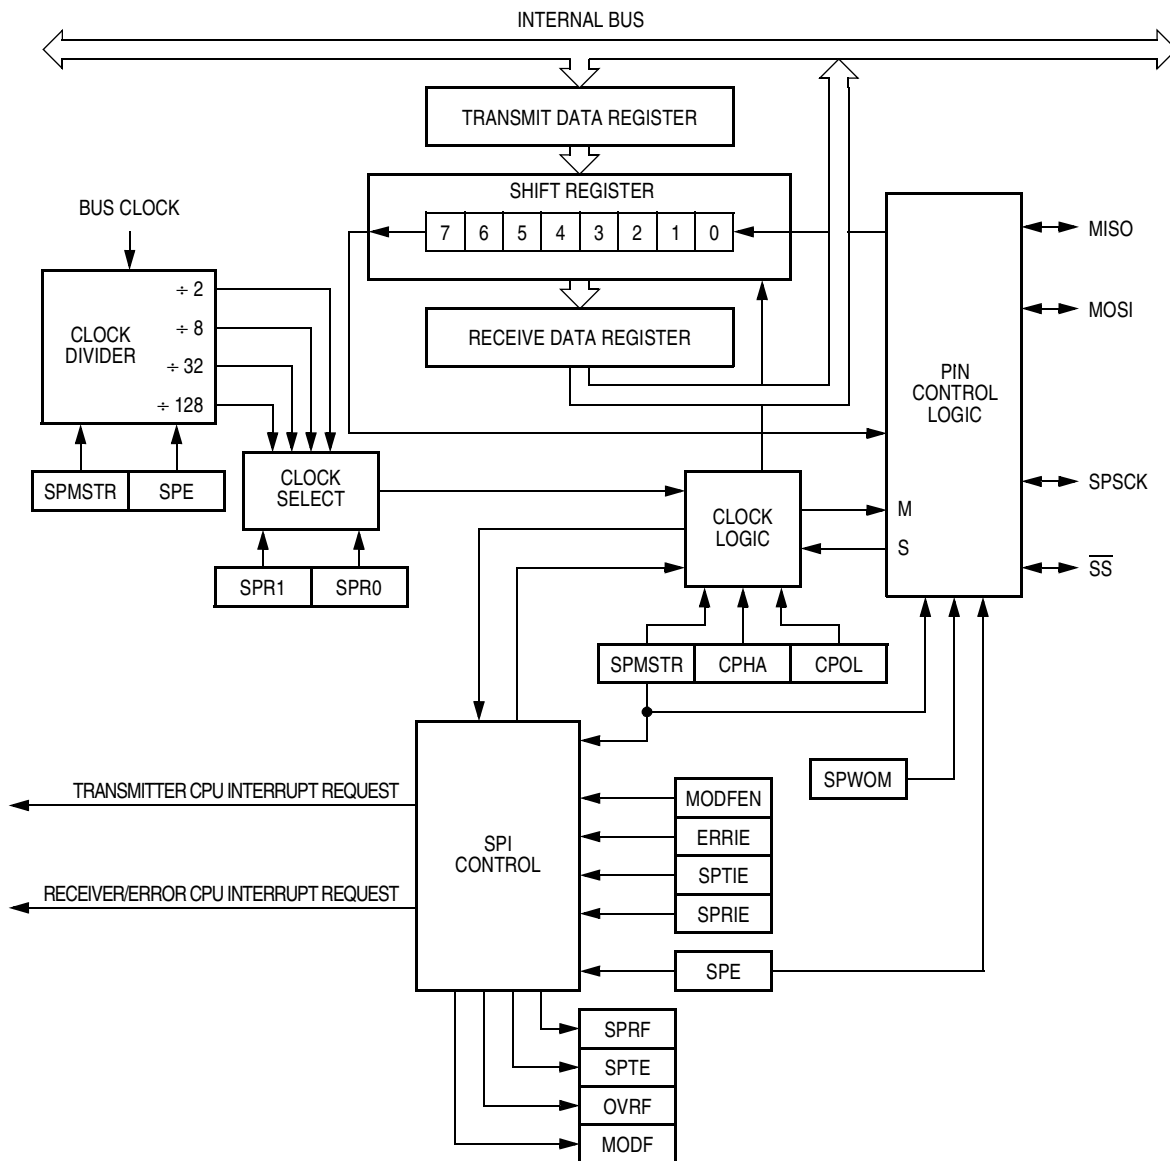 INTERNAL BUS
TRANSMIT DATA REGISTER
SHIFT REGISTER
7 6 5 4 3 2 1 0
RECEIVE DATA REGISTER
BUS CLOCK
CLOCK
DIVIDER
÷ 2
÷ 8
÷ 32
÷ 128
SPMSTR SPE
CLOCK
SELECT
SPR1 SPR0
CLOCK
LOGIC
SPMSTR CPHA CPOL
PIN
CONTROL
LOGIC
M
S
MISO
MOSI
SPSCK
S̅S̅
SPWOM
TRANSMITTER CPU INTERRUPT REQUEST
RECEIVER/ERROR CPU INTERRUPT REQUEST
SPI
CONTROL
MODFEN
ERRIE
SPTIE
SPRIE
SPE
SPRF
SPTE
OVRF
MODF